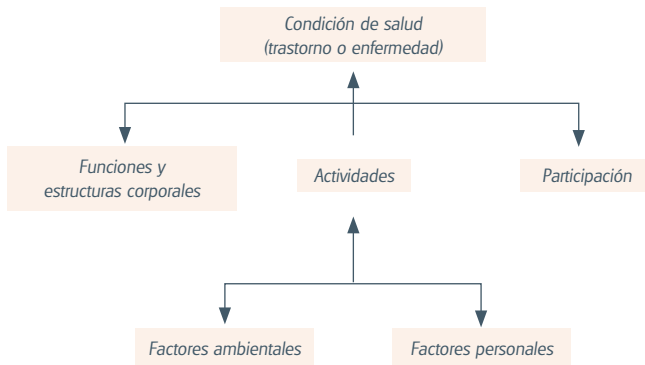 Condición de salud
(trastorno o enfermedad)
Funciones y
estructuras corporales
Actividades
Participación
Factores ambientales
Factores personales